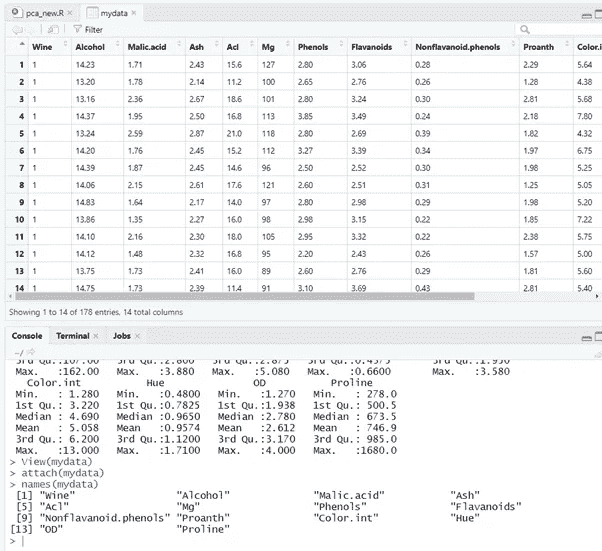 pca_new.R mydata
Filter
Wine Alcohol Malic.acid Ash Acl Mg Phenols Flavanoids Nonflavanoid.phenols Proanth Color.i
1 1 14.23 1.71 2.43 15.6 127 2.80 3.06 0.28 2.29 5.64
2 1 13.20 1.78 2.14 11.2 100 2.65 2.76 0.26 1.28 4.38
3 1 13.16 2.36 2.67 18.6 101 2.80 3.24 0.30 2.81 5.68
4 1 14.37 1.95 2.50 16.8 113 3.85 3.49 0.24 2.18 7.80
5 1 13.24 2.59 2.87 21.0 118 2.80 2.69 0.39 1.82 4.32
6 1 14.20 1.76 2.45 15.2 112 3.27 3.39 0.34 1.97 6.75
7 1 14.39 1.87 2.45 14.6 96 2.50 2.52 0.30 1.98 5.25
8 1 14.06 2.15 2.61 17.6 121 2.60 2.51 0.31 1.25 5.05
9 1 14.83 1.64 2.17 14.0 97 2.80 2.98 0.29 1.98 5.20
10 1 13.86 1.35 2.27 16.0 98 2.98 3.15 0.22 1.85 7.22
11 1 14.10 2.16 2.30 18.0 105 2.95 3.32 0.22 2.38 5.75
12 1 14.12 1.48 2.32 16.8 95 2.20 2.43 0.26 1.57 5.00
13 1 13.75 1.73 2.41 16.0 89 2.60 2.76 0.29 1.81 5.60
14 1 14.75 1.73 2.39 11.4 91 3.10 3.69 0.43 2.81 5.40
Showing 1 to 14 of 178 entries, 14 total columns
Console Terminal Jobs
~/
3rd Qu.:107.00 3rd Qu.:2.800 3rd Qu.:2.875 3rd Qu.:0.4375 3rd Qu.:1.950
Max. :162.00 Max. :3.880 Max. :5.080 Max. :0.6600 Max. :3.580
Color.int Hue OD Proline
Min. : 1.280 Min. :0.4800 Min. :1.270 Min. : 278.0
1st Qu.: 3.220 1st Qu.:0.7825 1st Qu.:1.938 1st Qu.: 500.5
Median : 4.690 Median :0.9650 Median :2.780 Median : 673.5
Mean : 5.058 Mean :0.9574 Mean :2.612 Mean : 746.9
3rd Qu.: 6.200 3rd Qu.:1.1200 3rd Qu.:3.170 3rd Qu.: 985.0
Max. :13.000 Max. :1.7100 Max. :4.000 Max. :1680.0
> View(mydata)
> attach(mydata)
> names(mydata)
[1] "Wine" "Alcohol" "Malic.acid" "Ash"
[5] "Acl" "Mg" "Phenols" "Flavanoids"
[9] "Nonflavanoid.phenols" "Proanth" "Color.int" "Hue"
[13] "OD" "Proline"
>